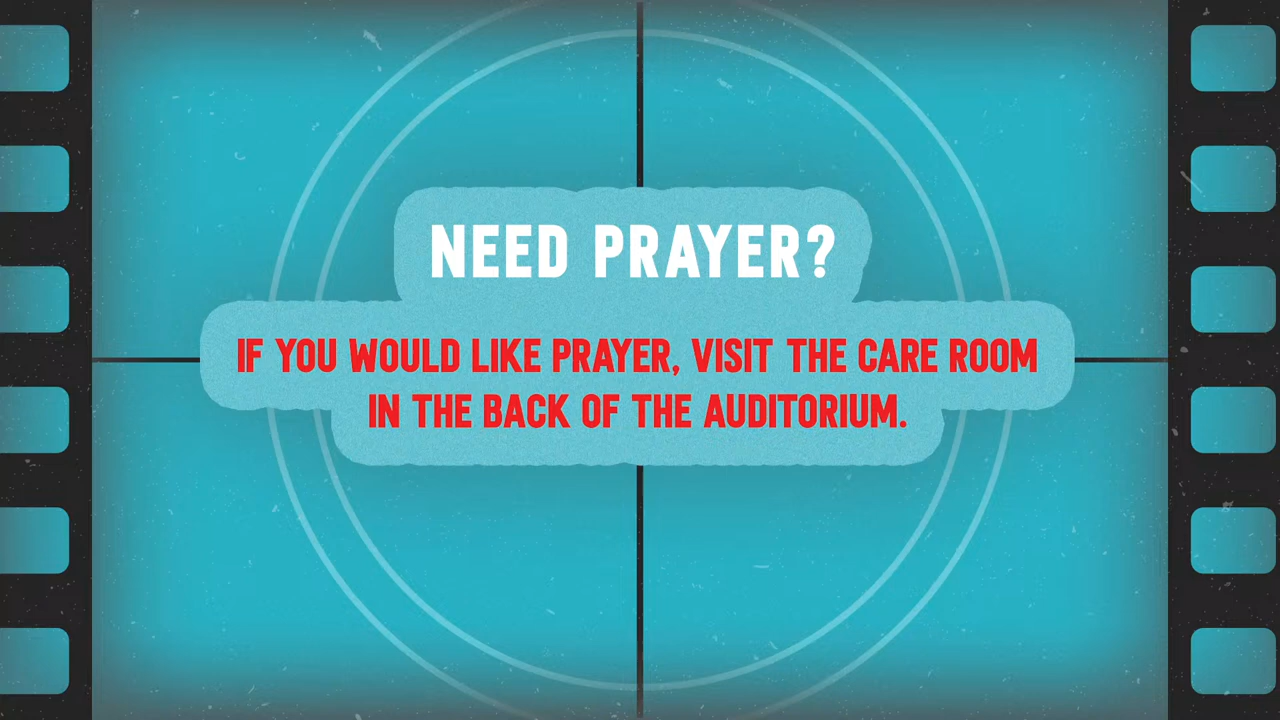 NEED PRAYER?
IF YOU WOULD LIKE PRAYER, VISIT THE CARE ROOM
IN THE BACK OF THE AUDITORIUM.